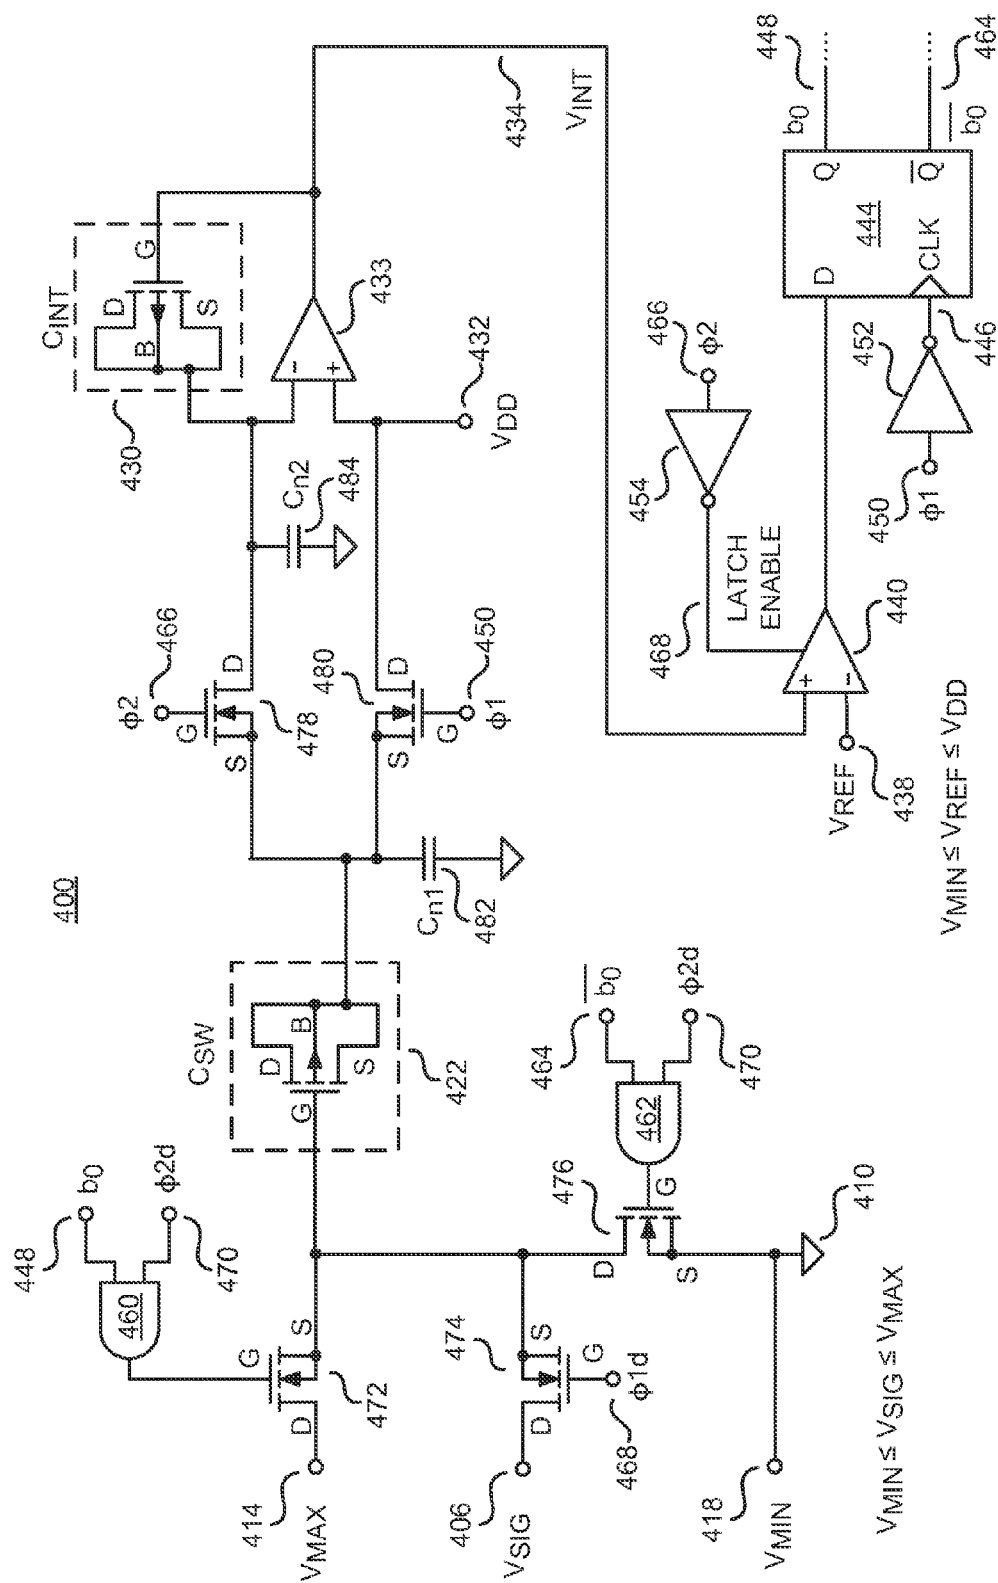 400
448
b0
ϕ2d
470
460
414
VMAX
D
G
S
472
406
VSIG
D
S
G
474
ϕ1d
468
418
VMIN
410
D
G
S
476
462
464
b0
ϕ2d
470
CSW
G
D
B
S
422
Cn1
482
ϕ2
466
G
S
D
478
480
S
D
G
ϕ1
450
Cn2
484
430
CINT
D
B
S
G
-
+
433
VDD
432
434
VINT
VREF
438
+
-
440
468
LATCH
ENABLE
454
ϕ2
466
450
ϕ1
452
446
D
444
CLK
Q
Q
b0
448
b0
464
VMIN ≤ VSIG ≤ VMAX
VMIN ≤ VREF ≤ VDD